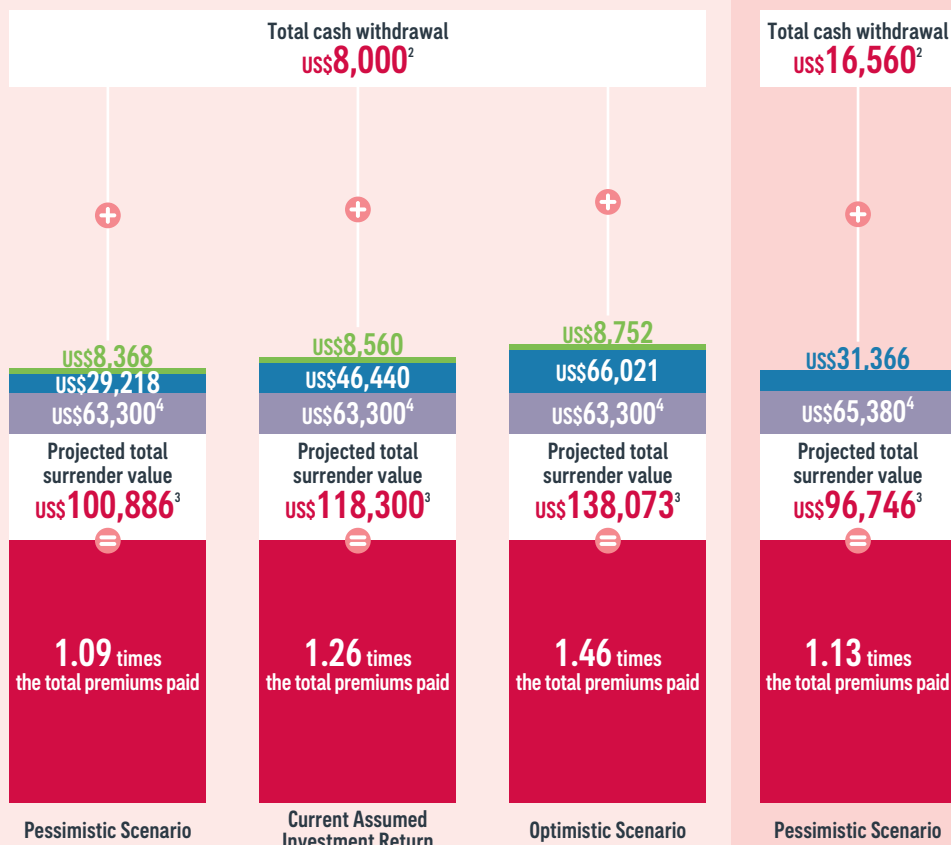 Total cash withdrawal
US$8,000²
Total cash withdrawal
US$16,560²
+
+
+
+
US$8,368
US$29,218
US$63,300⁴
Projected total
surrender value
US$100,886³
=
1.09 times
the total premiums paid
Pessimistic Scenario
US$8,560
US$46,440
US$63,300⁴
Projected total
surrender value
US$118,300³
=
1.26 times
the total premiums paid
Current Assumed
Investment Return
US$8,752
US$66,021
US$63,300⁴
Projected total
surrender value
US$138,073³
=
1.46 times
the total premiums paid
Optimistic Scenario
US$31,366
US$65,380⁴
Projected total
surrender value
US$96,746³
=
1.13 times
the total premiums paid
Pessimistic Scenario